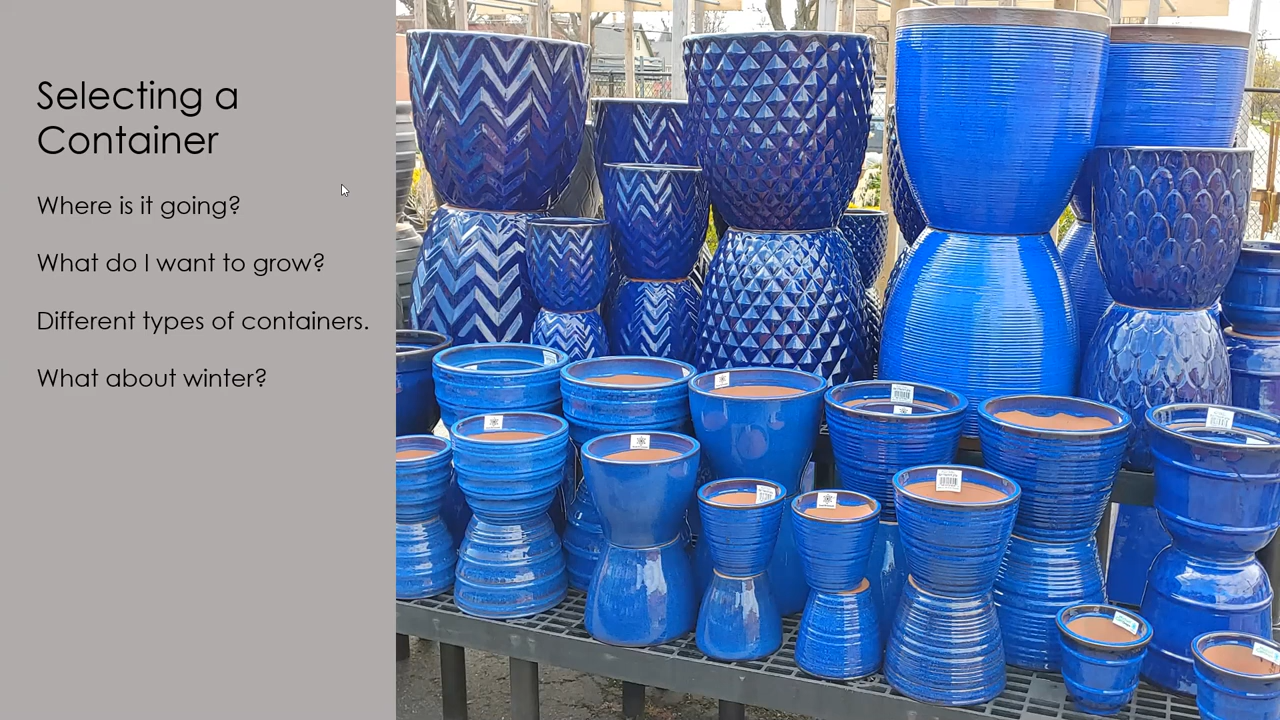 Selecting a
Container
Where is it going?
What do I want to grow?
Different types of containers.
What about winter?